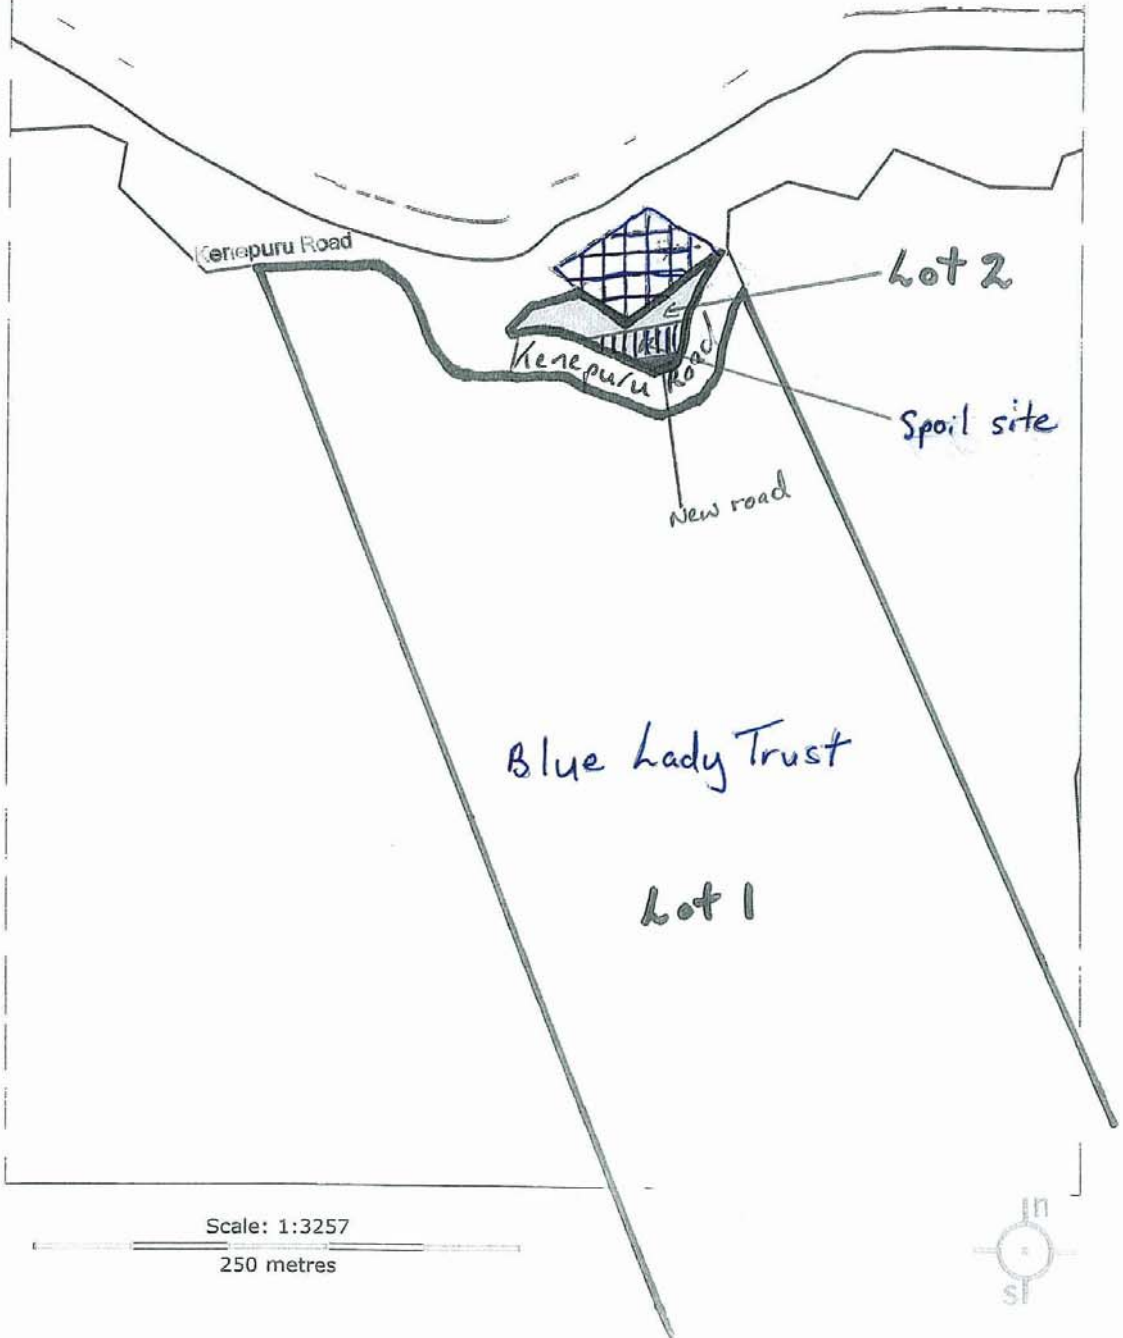 Kenepuru Road
Lot 2
Kenepuru Road
Spoil site
New road
Blue Lady Trust
Lot 1
Scale: 1:3257
250 metres
n
s